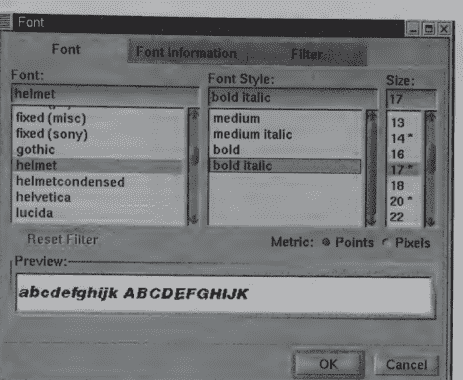 Font
Font Font Information Filter
Font: Font Style: Size:
helmet bold italic 17
fixed (misc) medium 13
fixed (sony) medium italic 14 *
gothic bold 16
helmet bold italic 17 *
helmetcondensed 18
helvetica 20 *
lucida 22
Reset Filter Metric: Points Pixels
Preview:
abcdefghijk ABCDEFGHIJK
OK Cancel